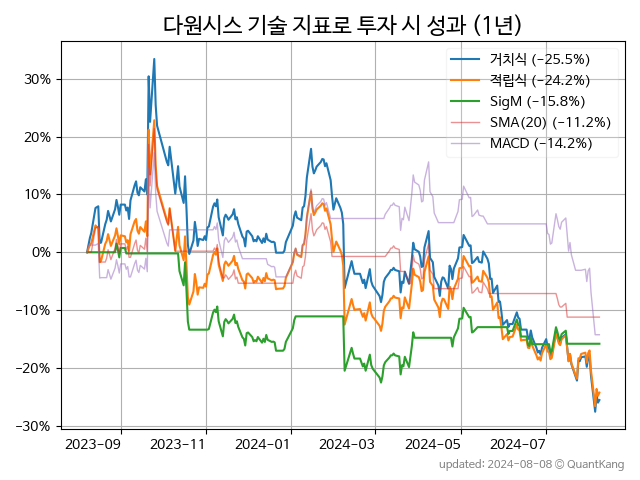 다원시스 기술 지표로 투자 시 성과 (1년)
거치식 (−25.5%)
적립식 (−24.2%)
SigM (−15.8%)
SMA(20) (−11.2%)
MACD (−14.2%)
30%
20%
10%
0%
−10%
−20%
−30%
2023-09 2023-11 2024-01 2024-03 2024-05 2024-07
updated: 2024-08-08 © QuantKang